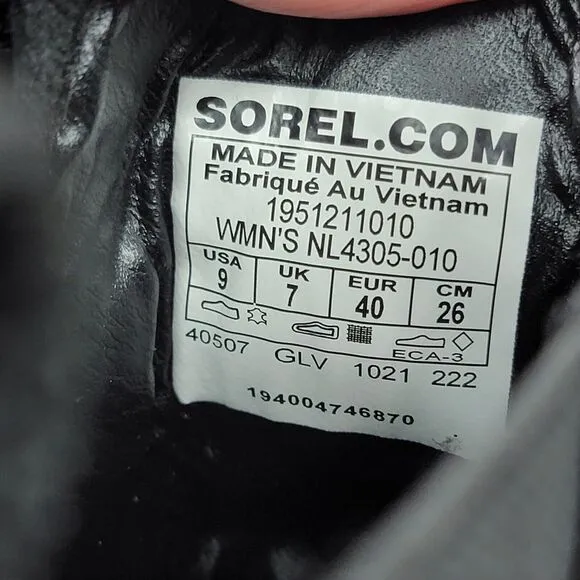 SOREL.COM
MADE IN VIETNAM
Fabriqué Au Vietnam
1951211010
WMN'S NL4305-010
USA UK EUR CM
9 7 40 26
ECA-3
40507 GLV 1021 222
194004746870